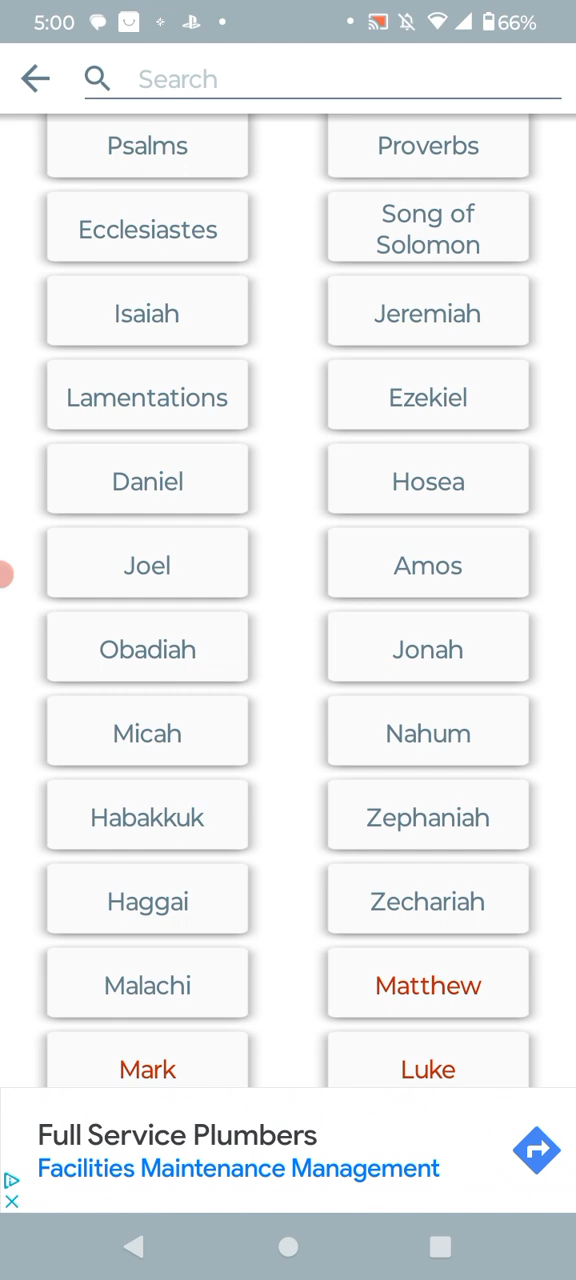 5:00
66%
Search
Psalms
Proverbs
Ecclesiastes
Song of
Solomon
Isaiah
Jeremiah
Lamentations
Ezekiel
Daniel
Hosea
Joel
Amos
Obadiah
Jonah
Micah
Nahum
Habakkuk
Zephaniah
Haggai
Zechariah
Malachi
Matthew
Mark
Luke
Full Service Plumbers
Facilities Maintenance Management